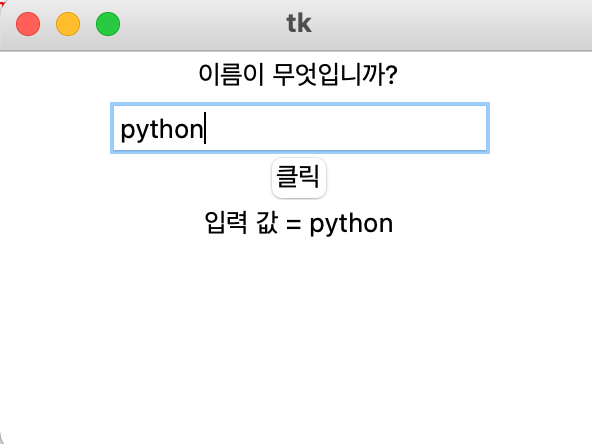 tk
이름이 무엇입니까?
python
클릭
입력 값 = python